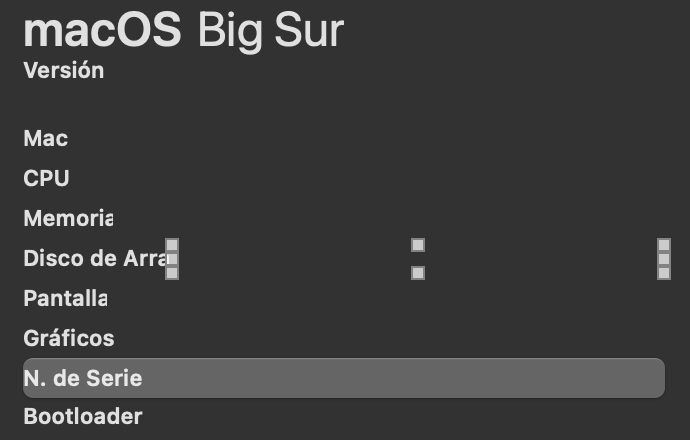 macOS Big Sur
Versión
Mac
CPU
Memoria
Disco de Arra
Pantalla
Gráficos
N. de Serie
Bootloader